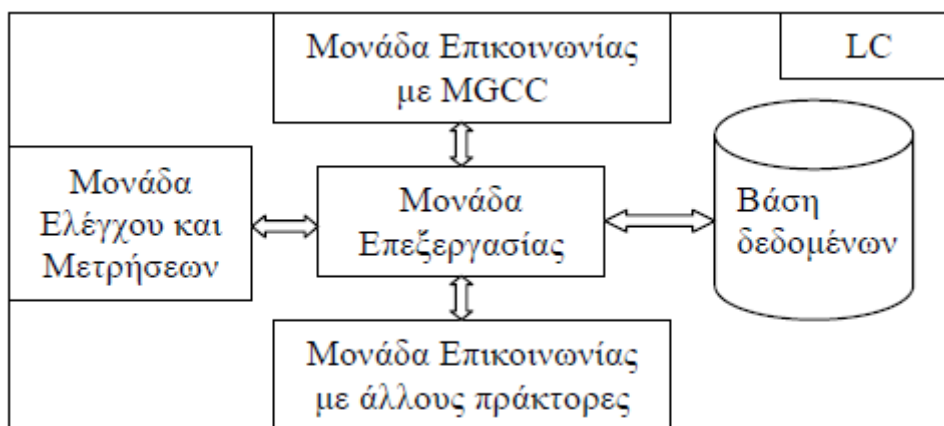 Μονάδα Επικοινωνίας
με MGCC
LC
Μονάδα
Ελέγχου και
Μετρήσεων
Μονάδα
Επεξεργασίας
Βάση
δεδομένων
Μονάδα Επικοινωνίας
με άλλους πράκτορες